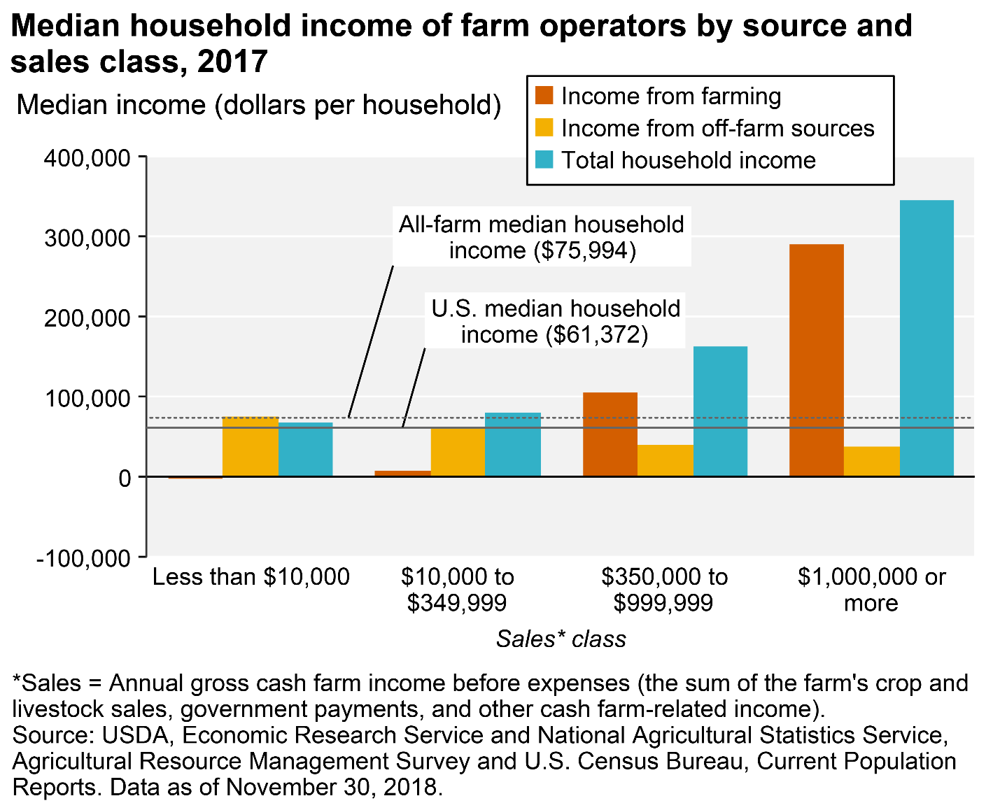 Median household income of farm operators by source and
sales class, 2017
Median income (dollars per household)
Income from farming
Income from off-farm sources
Total household income
400,000
300,000
200,000
100,000
0
-100,000
All-farm median household
income ($75,994)
U.S. median household
income ($61,372)
Less than $10,000
$10,000 to
$349,999
$350,000 to
$999,999
$1,000,000 or
more
Sales* class
*Sales = Annual gross cash farm income before expenses (the sum of the farm's crop and
livestock sales, government payments, and other cash farm-related income).
Source: USDA, Economic Research Service and National Agricultural Statistics Service,
Agricultural Resource Management Survey and U.S. Census Bureau, Current Population
Reports. Data as of November 30, 2018.